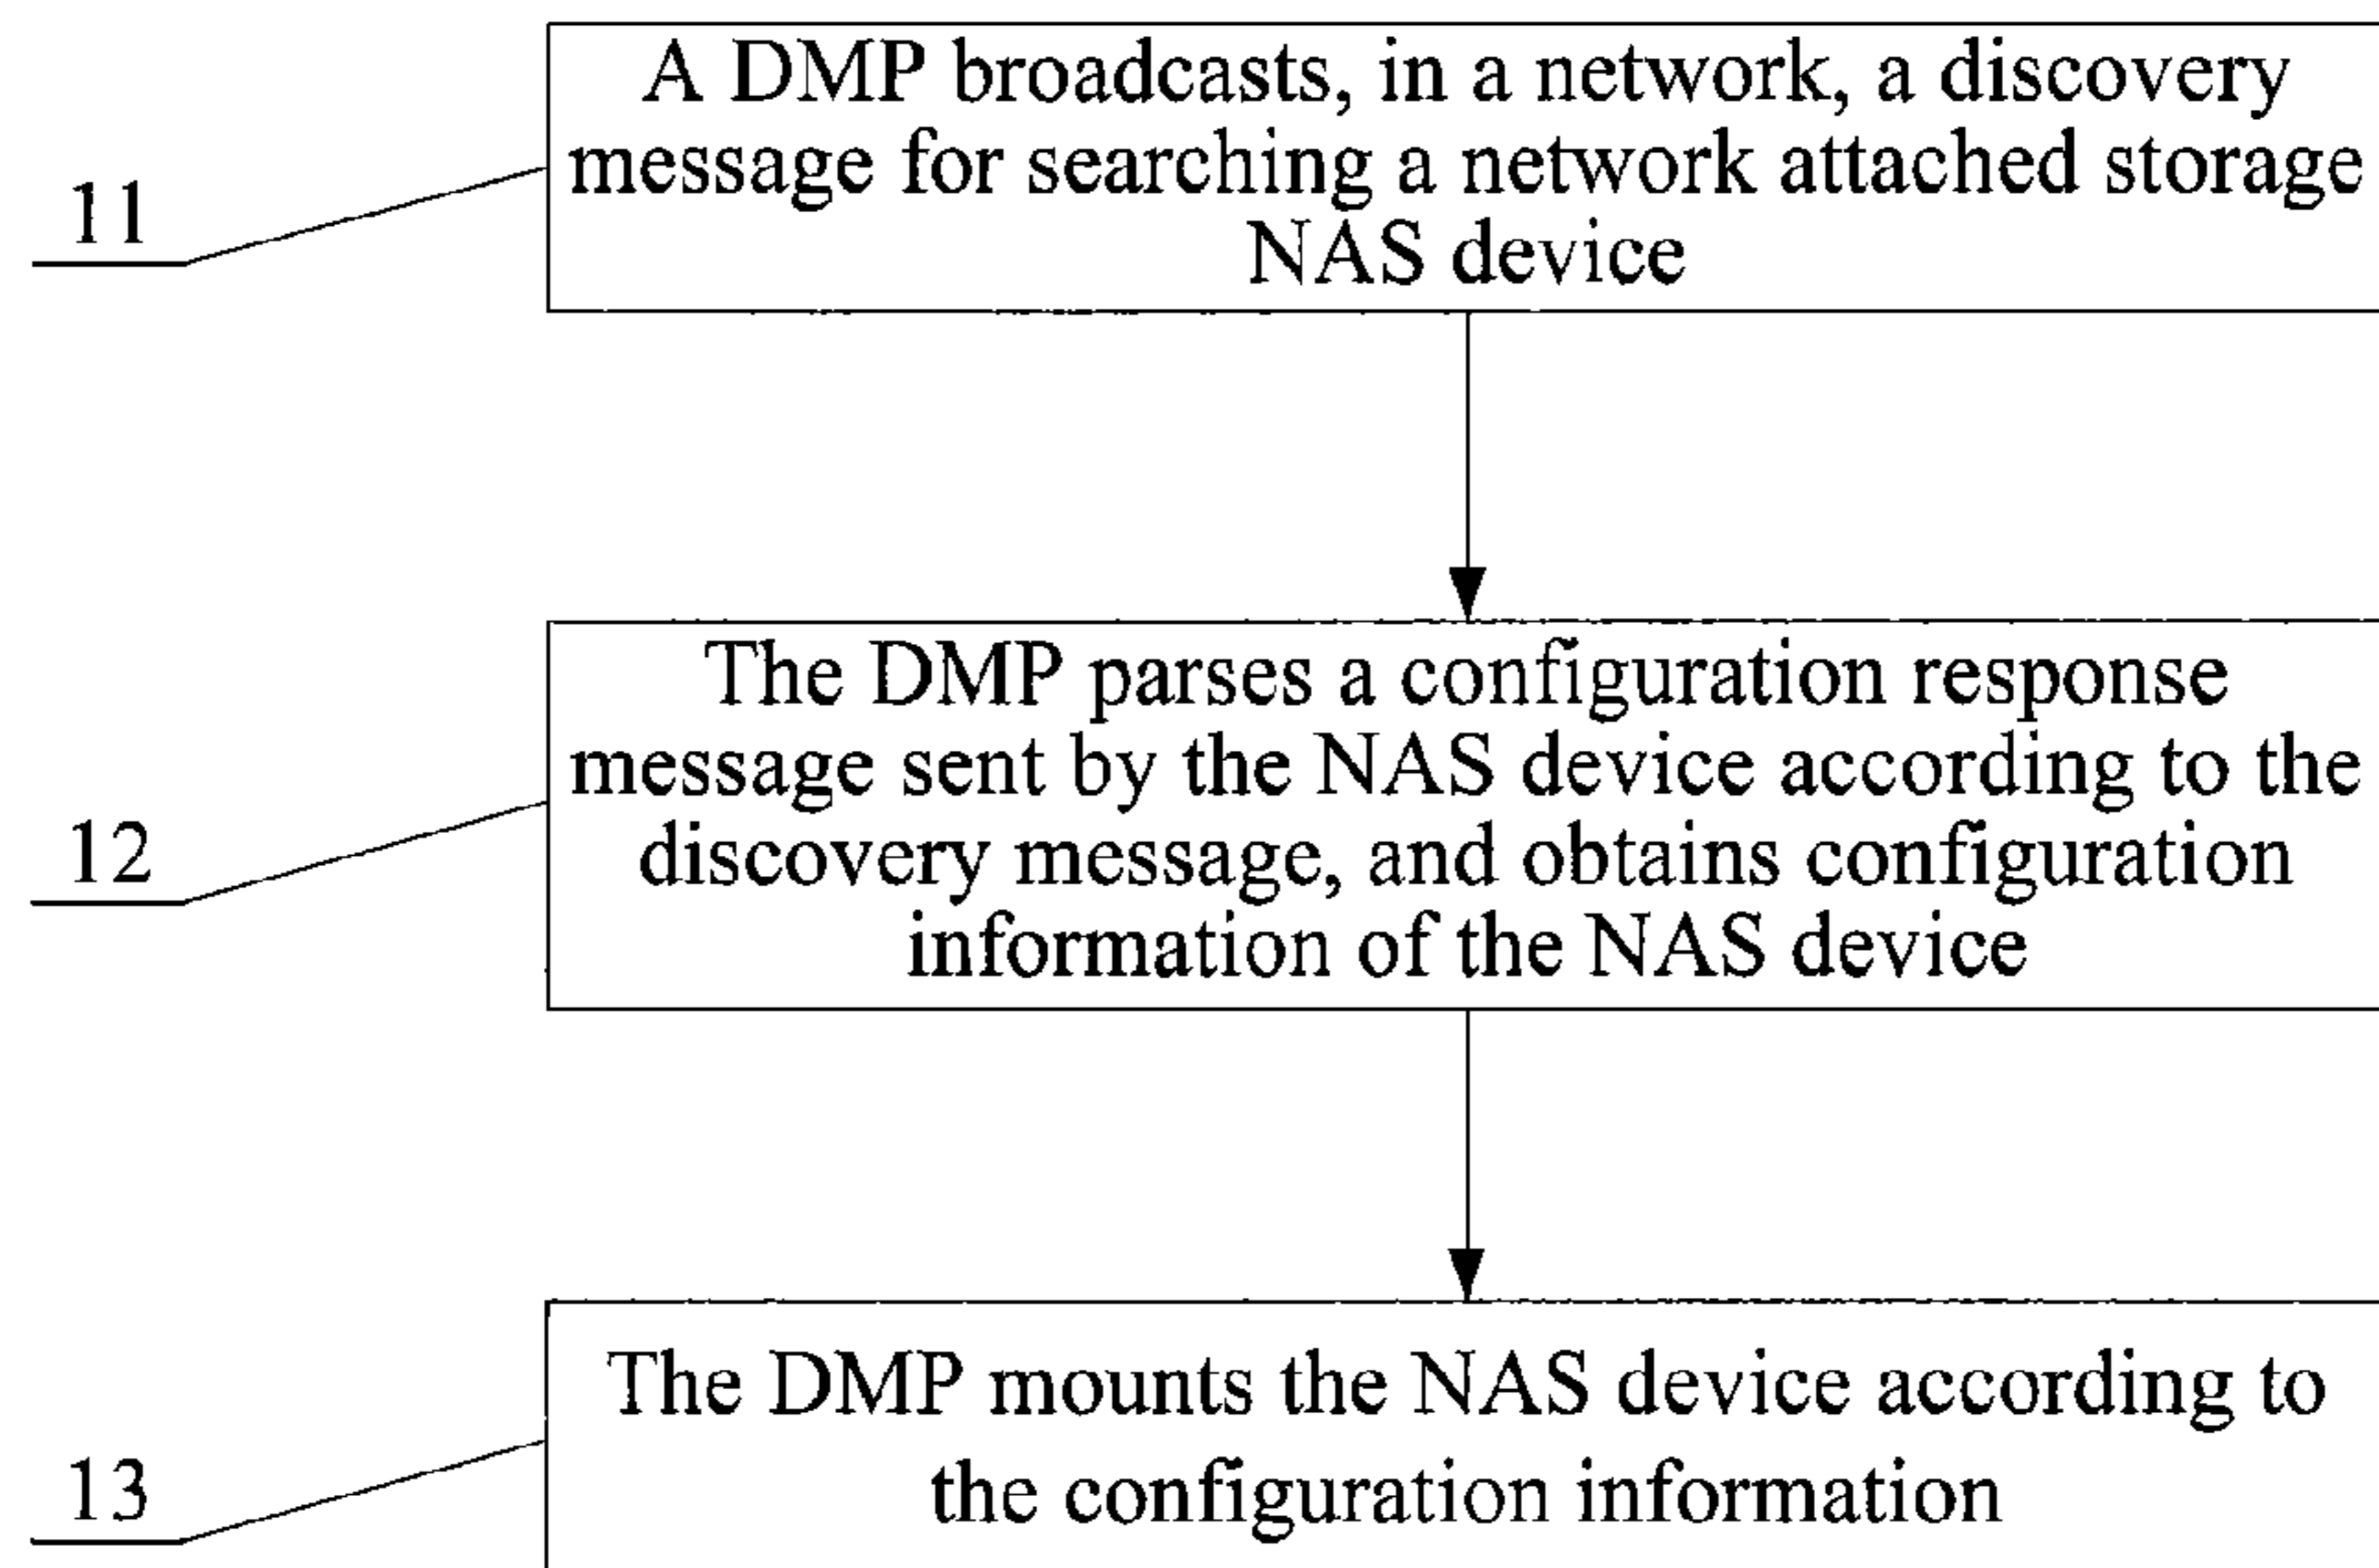 A DMP broadcasts, in a network, a discovery
message for searching a network attached storage
NAS device
11
The DMP parses a configuration response
message sent by the NAS device according to the
discovery message, and obtains configuration
information of the NAS device
12
The DMP mounts the NAS device according to
the configuration information
13